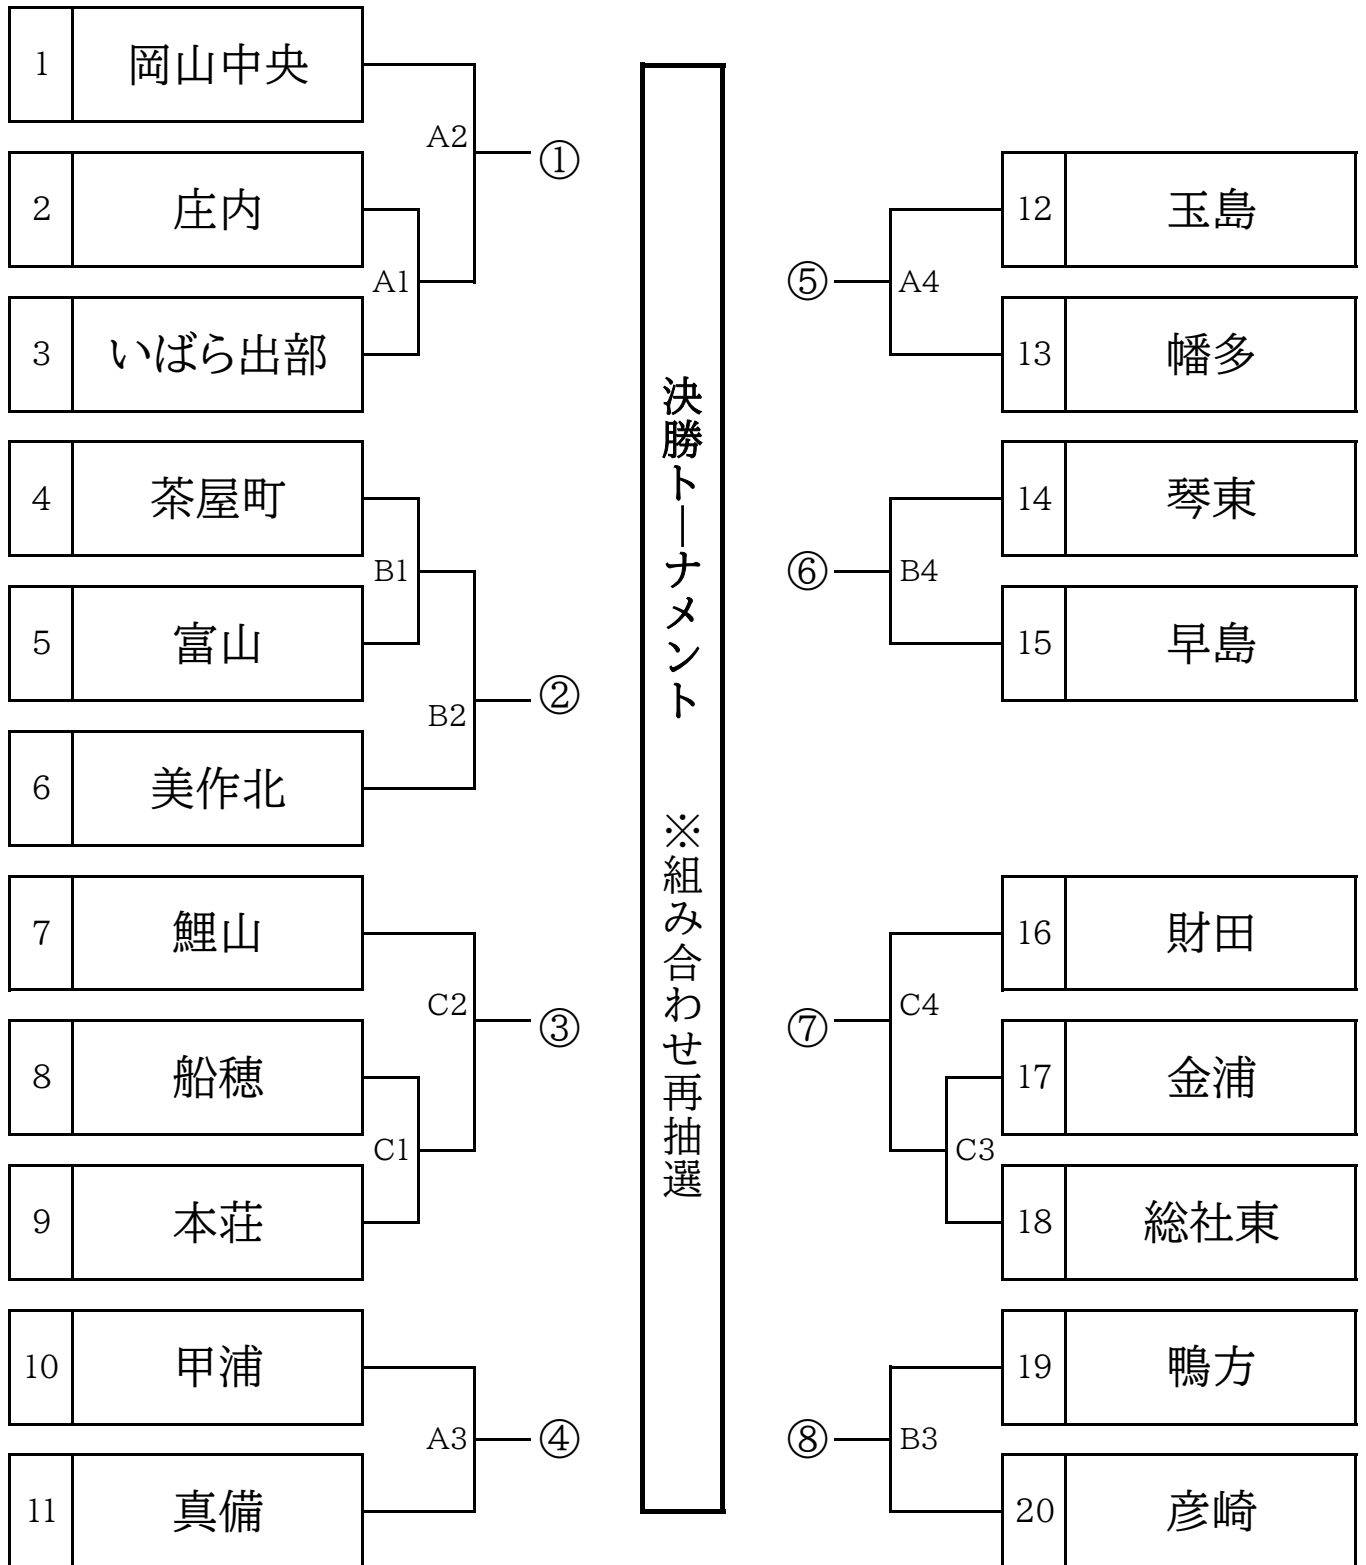 1 岡山中央
A2
①
2 庄内
A1
3 いばら出部
4 茶屋町
B1
5 富山
B2
②
6 美作北
7 鯉山
C2
③
8 船穂
C1
9 本荘
10 甲浦
A3
④
11 真備
決勝トーナメント　※組み合わせ再抽選
12 玉島
⑤
A4
13 幡多
14 琴東
⑥
B4
15 早島
16 財田
⑦
C4
17 金浦
C3
18 総社東
19 鴨方
⑧
B3
20 彦崎